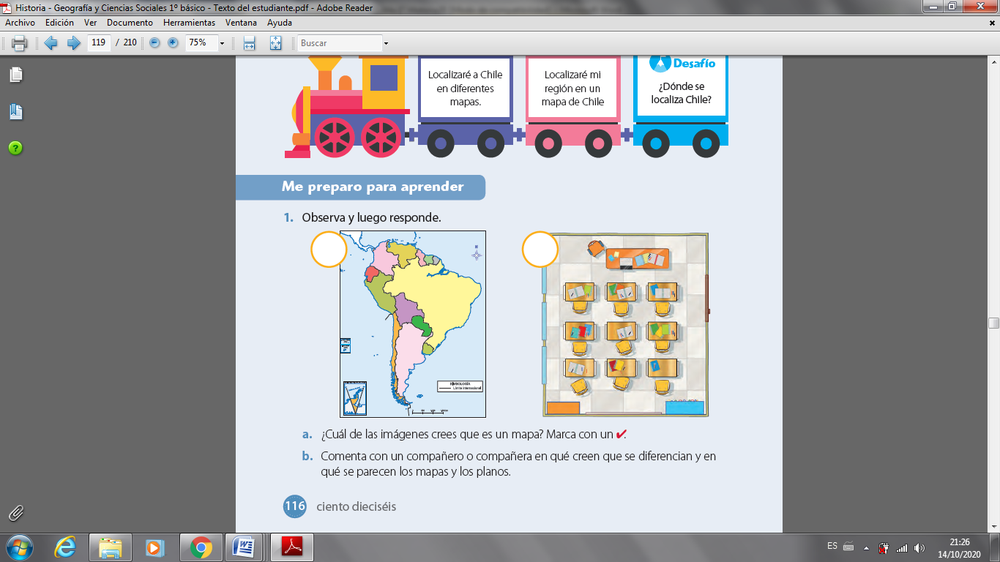 Historia - Geografía y Ciencias Sociales 1º básico - Texto del estudiante.pdf - Adobe Reader
Archivo Edición Ver Documento Herramientas Ventana Ayuda
119 / 210 75% Buscar
Desafío
Localizaré a Chile
en diferentes
mapas.
Localizaré mi
región en un
mapa de Chile
¿Dónde se
localiza Chile?
Me preparo para aprender
1. Observa y luego responde.
N
SIMBOLOGÍA
Límite internacional
a. ¿Cuál de las imágenes crees que es un mapa? Marca con un ✔.
b. Comenta con un compañero o compañera en qué creen que se diferencian y en
qué se parecen los mapas y los planos.
116 ciento dieciséis
ES
21:26
14/10/2020